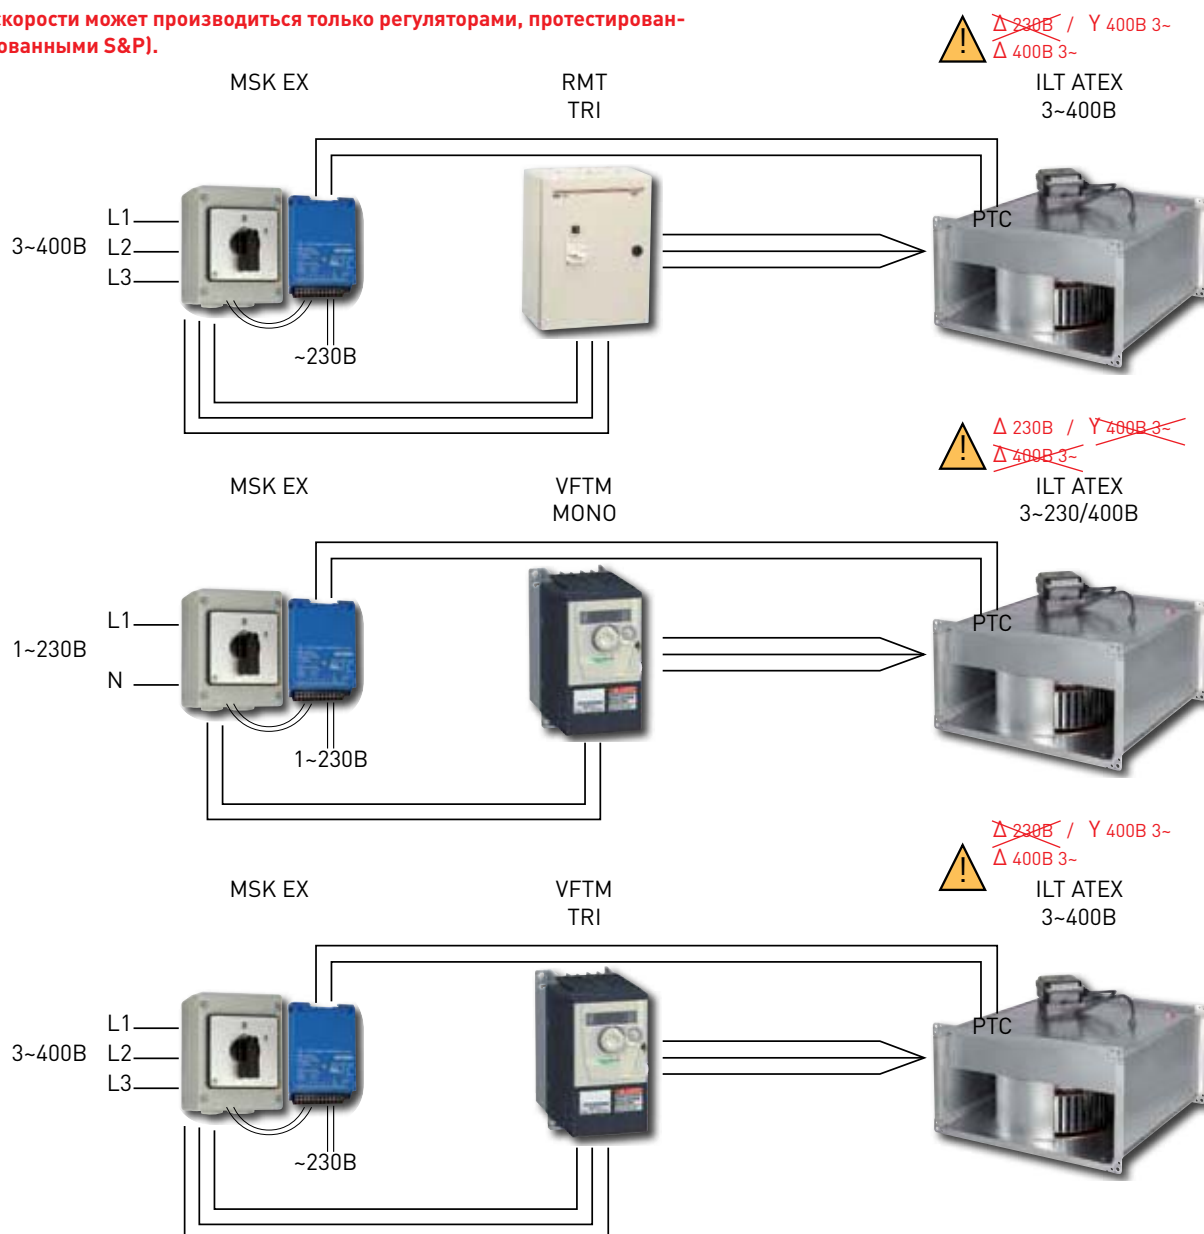 скорости может производиться только регуляторами, протестирован-
ованными S&P).
Δ 230В / Y 400В 3~
Δ 400В 3~
MSK EX
RMT
TRI
ILT ATEX
3~400В
PTC
3~400В
L1
L2
L3
~230В
Δ 230В / Y 400В 3~
Δ 400В 3~
MSK EX
VFTM
MONO
ILT ATEX
3~230/400В
PTC
1~230В
L1
N
1~230В
Δ 230В / Y 400В 3~
Δ 400В 3~
MSK EX
VFTM
TRI
ILT ATEX
3~400В
PTC
3~400В
L1
L2
L3
~230В